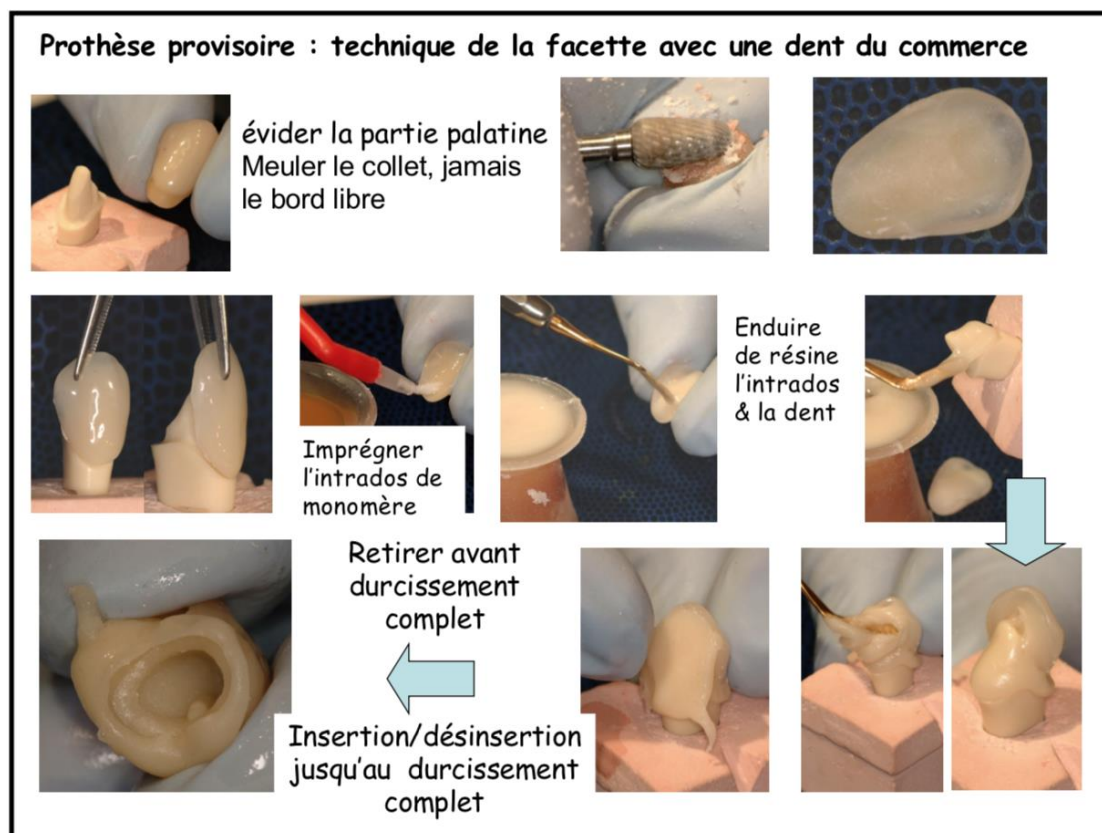 Prothèse provisoire : technique de la facette avec une dent du commerce
évider la partie palatine
Meuler le collet, jamais
le bord libre
Imprégner
l'intrados de
monomère
Enduire
de résine
l'intrados
& la dent
Retirer avant
durcissement
complet
Insertion/désinsertion
jusqu'au durcissement
complet